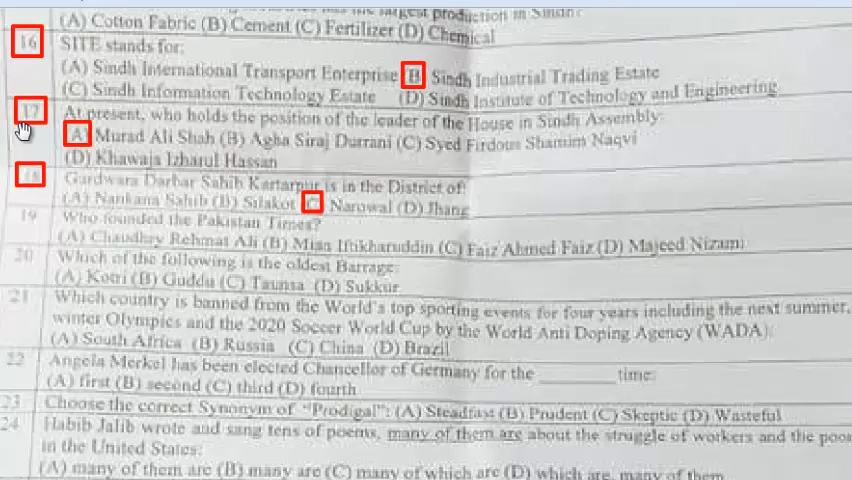 largest production in Sindh?
(A) Cotton Fabric (B) Cement (C) Fertilizer (D) Chemical
16 SITE stands for:
(A) Sindh International Transport Enterprise (B) Sindh Industrial Trading Estate
(C) Sindh Information Technology Estate (D) Sindh Institute of Technology and Engineering
17 At present, who holds the position of the leader of the House in Sindh Assembly:
(A) Murad Ali Shah (B) Agha Siraj Durrani (C) Syed Firdous Shamim Naqvi
(D) Khawaja Izharul Hassan
18 Gurdwara Darbar Sahib Kartarpur is in the District of:
(A) Nankana Sahib (B) Sialkot (C) Narowal (D) Jhang
19 Who founded the Pakistan Times?
(A) Chaudhry Rehmat Ali (B) Mian Iftikharuddin (C) Faiz Ahmed Faiz (D) Majeed Nizami
20 Which of the following is the oldest Barrage:
(A) Kotri (B) Guddu (C) Taunsa (D) Sukkur
21 Which country is banned from the World's top sporting events for four years including the next summer,
winter Olympics and the 2020 Soccer World Cup by the World Anti Doping Agency (WADA):
(A) South Africa (B) Russia (C) China (D) Brazil
22 Angela Merkel has been elected Chancellor of Germany for the ________ time:
(A) first (B) second (C) third (D) fourth
23 Choose the correct Synonym of "Prodigal": (A) Steadfast (B) Prudent (C) Skeptic (D) Wasteful
24 Habib Jalib wrote and sang tens of poems, many of them are about the struggle of workers and the poor
in the United States:
(A) many of them are (B) many are (C) many of which are (D) which are, many of them